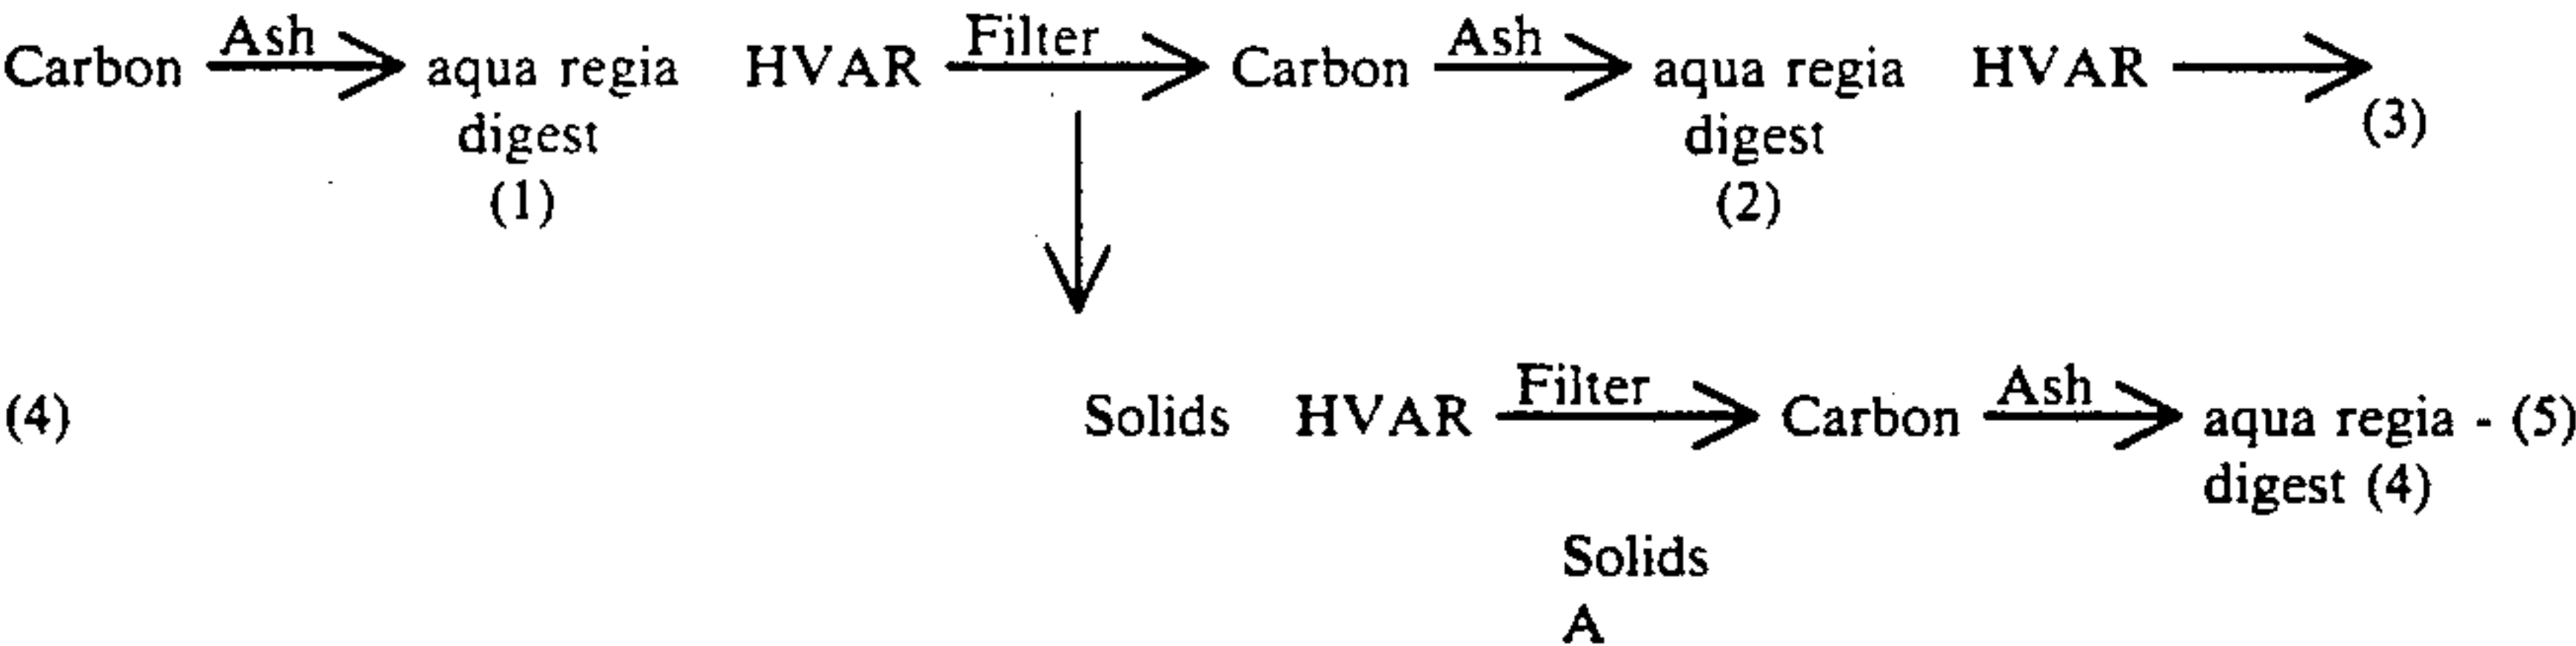 Carbon Ash aqua regia HVAR Filter Carbon Ash aqua regia HVAR
digest digest (3)
(1) (2)
(4) Solids HVAR Filter Carbon Ash aqua regia - (5)
digest (4)
Solids
A